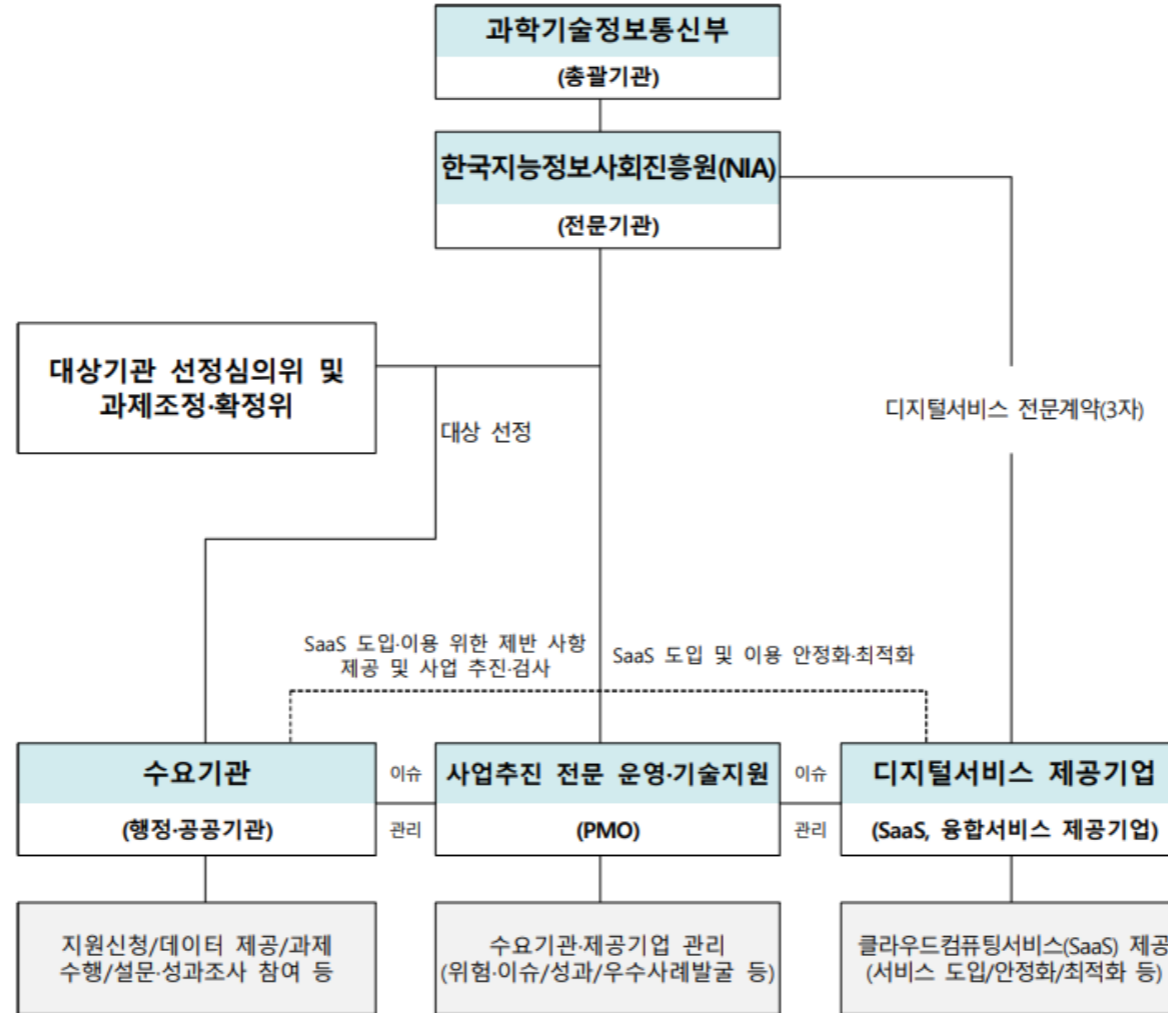 과학기술정보통신부
(총괄기관)
한국지능정보사회진흥원(NIA)
(전문기관)
대상기관 선정심의위 및
과제조정·확정위
대상 선정
디지털서비스 전문계약(3자)
SaaS 도입·이용 위한 제반 사항
제공 및 사업 추진·검사
SaaS 도입 및 이용 안정화·최적화
수요기관
(행정·공공기관)
이슈
관리
사업추진 전문 운영·기술지원
(PMO)
이슈
관리
디지털서비스 제공기업
(SaaS, 융합서비스 제공기업)
지원신청/데이터 제공/과제
수행/설문·성과조사 참여 등
수요기관·제공기업 관리
(위험·이슈/성과/우수사례발굴 등)
클라우드컴퓨팅서비스(SaaS) 제공
(서비스 도입/안정화/최적화 등)